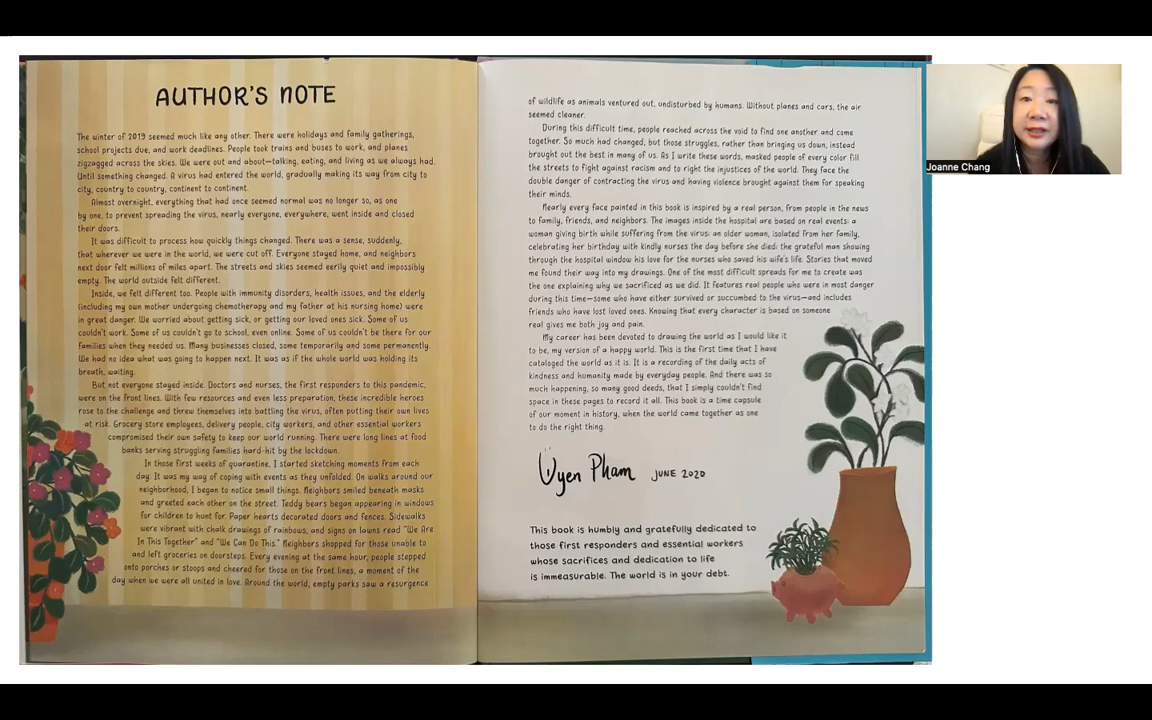 AUTHOR'S NOTE
The winter of 2019 seemed much like any other. There were holidays and family gatherings,
school projects due, and work deadlines. People took trains and buses to work, and planes
zigzagged across the skies. We were out and about—talking, eating, and living as we always had.
Until something changed. A virus had entered the world, gradually making its way from city to
city, country to country, continent to continent.
Almost overnight, everything that had once seemed normal was no longer so, as one
by one, to prevent spreading the virus, nearly everyone, everywhere, went inside and closed
their doors.
It was difficult to process how quickly things changed. There was a sense, suddenly,
that wherever we were in the world, we were cut off. Everyone stayed home, and neighbors
next door felt millions of miles apart. The streets and skies seemed eerily quiet and impossibly
empty. The world outside felt different.
Inside, we felt different too. People with immunity disorders, health issues, and the elderly
(including my own mother undergoing chemotherapy and my father at his nursing home) were
in great danger. We worried about getting sick, or getting our loved ones sick. Some of us
couldn't work. Some of us couldn't go to school, even online. Some of us couldn't be there for our
families when they needed us. Many businesses closed, some temporarily and some permanently.
We had no idea what was going to happen next. It was as if the whole world was holding its
breath, waiting.
But not everyone stayed inside. Doctors and nurses, the first responders to this pandemic,
were on the front lines. With few resources and even less preparation, these incredible heroes
rose to the challenge and threw themselves into battling the virus, often putting their own lives
at risk. Grocery store employees, delivery people, city workers, and other essential workers
compromised their own safety to keep our world running. There were long lines at food
banks serving struggling families hard-hit by the lockdown.
In those first weeks of quarantine, I started sketching moments from each
day. It was my way of coping with events as they unfolded. On walks around our
neighborhood, I began to notice small things. Neighbors smiled beneath masks
and greeted each other on the street. Teddy bears began appearing in windows
for children to hunt for. Paper hearts decorated doors and fences. Sidewalks
were vibrant with chalk drawings of rainbows, and signs on lawns read "We Are
In This Together" and "We Can Do This." Neighbors shopped for those unable to
and left groceries on doorsteps. Every evening at the same hour, people stepped
onto porches or stoops and cheered for those on the front lines, a moment of the
day when we were all united in love. Around the world, empty parks saw a resurgence
of wildlife as animals ventured out, undisturbed by humans. Without planes and cars, the air
seemed cleaner.
During this difficult time, people reached across the void to find one another and come
together. So much had changed, but those struggles, rather than bringing us down, instead
brought out the best in many of us. As I write these words, masked people of every color fill
the streets to fight against racism and to right the injustices of the world. They face the
double danger of contracting the virus and having violence brought against them for speaking
their minds.
Nearly every face painted in this book is inspired by a real person, from people in the news
to family, friends, and neighbors. The images inside the hospital are based on real events: a
woman giving birth while suffering from the virus; an older woman, isolated from her family,
celebrating her birthday with kindly nurses the day before she died; the grateful man showing
through the hospital window his love for the nurses who saved his wife's life. Stories that moved
me found their way into my drawings. One of the most difficult spreads for me to create was
the one explaining why we sacrificed as we did. It features real people who were in most danger
during this time—some who have either survived or succumbed to the virus—and includes
friends who have lost loved ones. Knowing that every character is based on someone
real gives me both joy and pain.
My career has been devoted to drawing the world as I would like it
to be, my version of a happy world. This is the first time that I have
cataloged the world as it is. It is a recording of the daily acts of
kindness and humanity made by everyday people. And there was so
much happening, so many good deeds, that I simply couldn't find
space in these pages to record it all. This book is a time capsule
of our moment in history, when the world came together as one
to do the right thing.
Uyen Pham JUNE 2020
This book is humbly and gratefully dedicated to
those first responders and essential workers
whose sacrifices and dedication to life
is immeasurable. The world is in your debt.
Joanne Chang